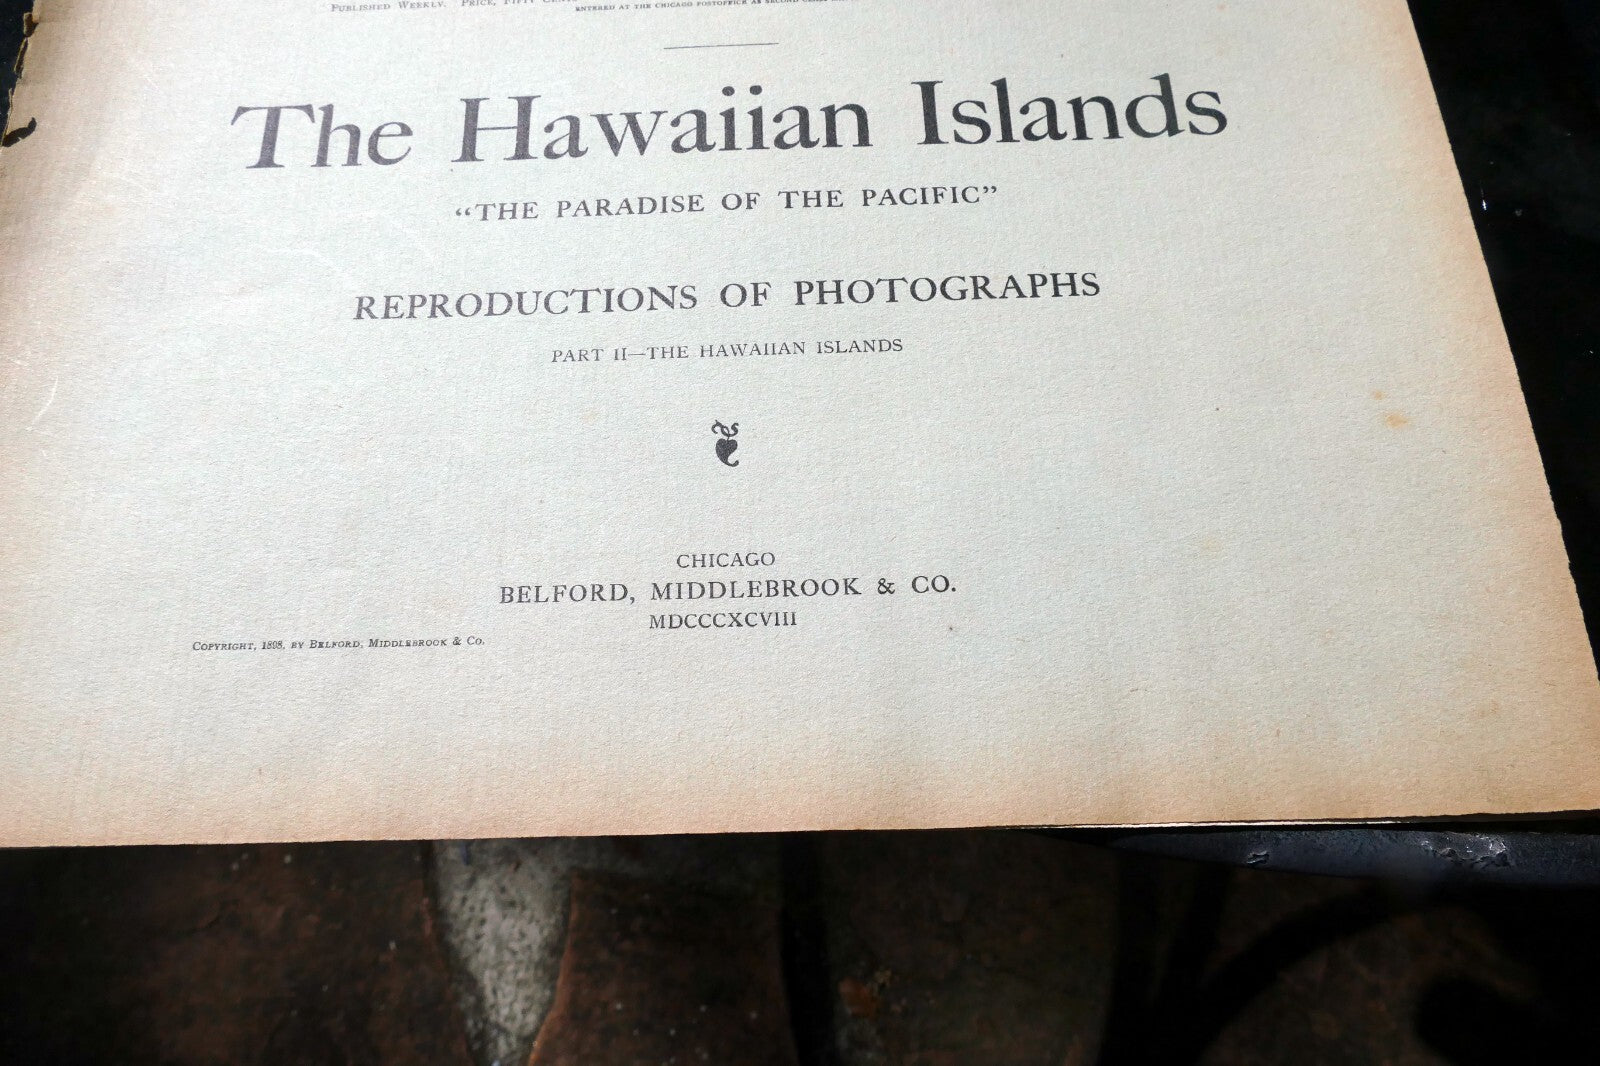 Published Weekly. Price, Fifty
Entered at the Chicago Postoffice as Second
The Hawaiian Islands
“THE PARADISE OF THE PACIFIC”
REPRODUCTIONS OF PHOTOGRAPHS
PART II—THE HAWAIIAN ISLANDS
CHICAGO
BELFORD, MIDDLEBROOK & CO.
MDCCCXCVIII
Copyright, 1898, by Belford, Middlebrook & Co.